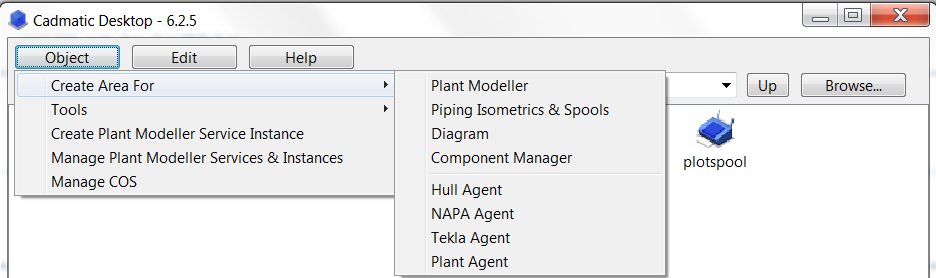 Cadmatic Desktop - 6.2.5
Object Edit Help
Create Area For
Tools
Create Plant Modeller Service Instance
Manage Plant Modeller Services & Instances
Manage COS
Plant Modeller
Piping Isometrics & Spools
Diagram
Component Manager
Hull Agent
NAPA Agent
Tekla Agent
Plant Agent
Up Browse...
plotspool